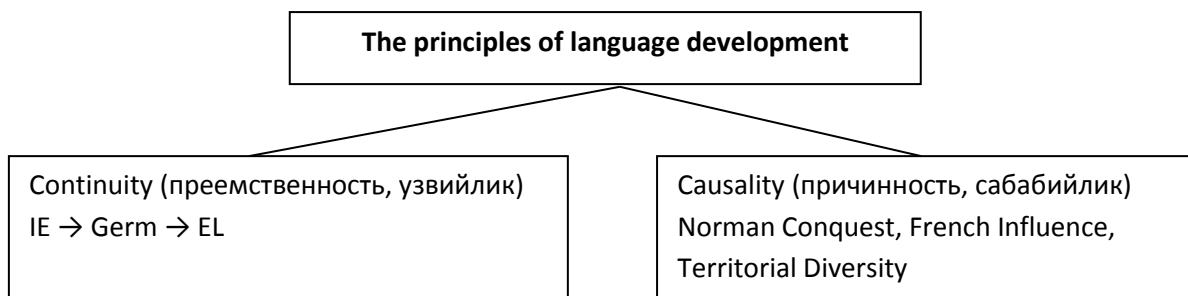 The principles of language development
Continuity (преемственность, узвийлик)
IE → Germ → EL
Causality (причинность, сабабийлик)
Norman Conquest, French Influence,
Territorial Diversity